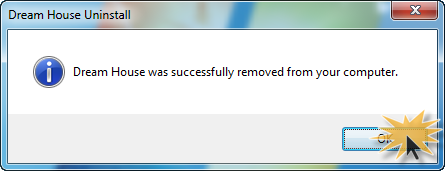 Dream House Uninstall
Dream House was successfully removed from your computer.